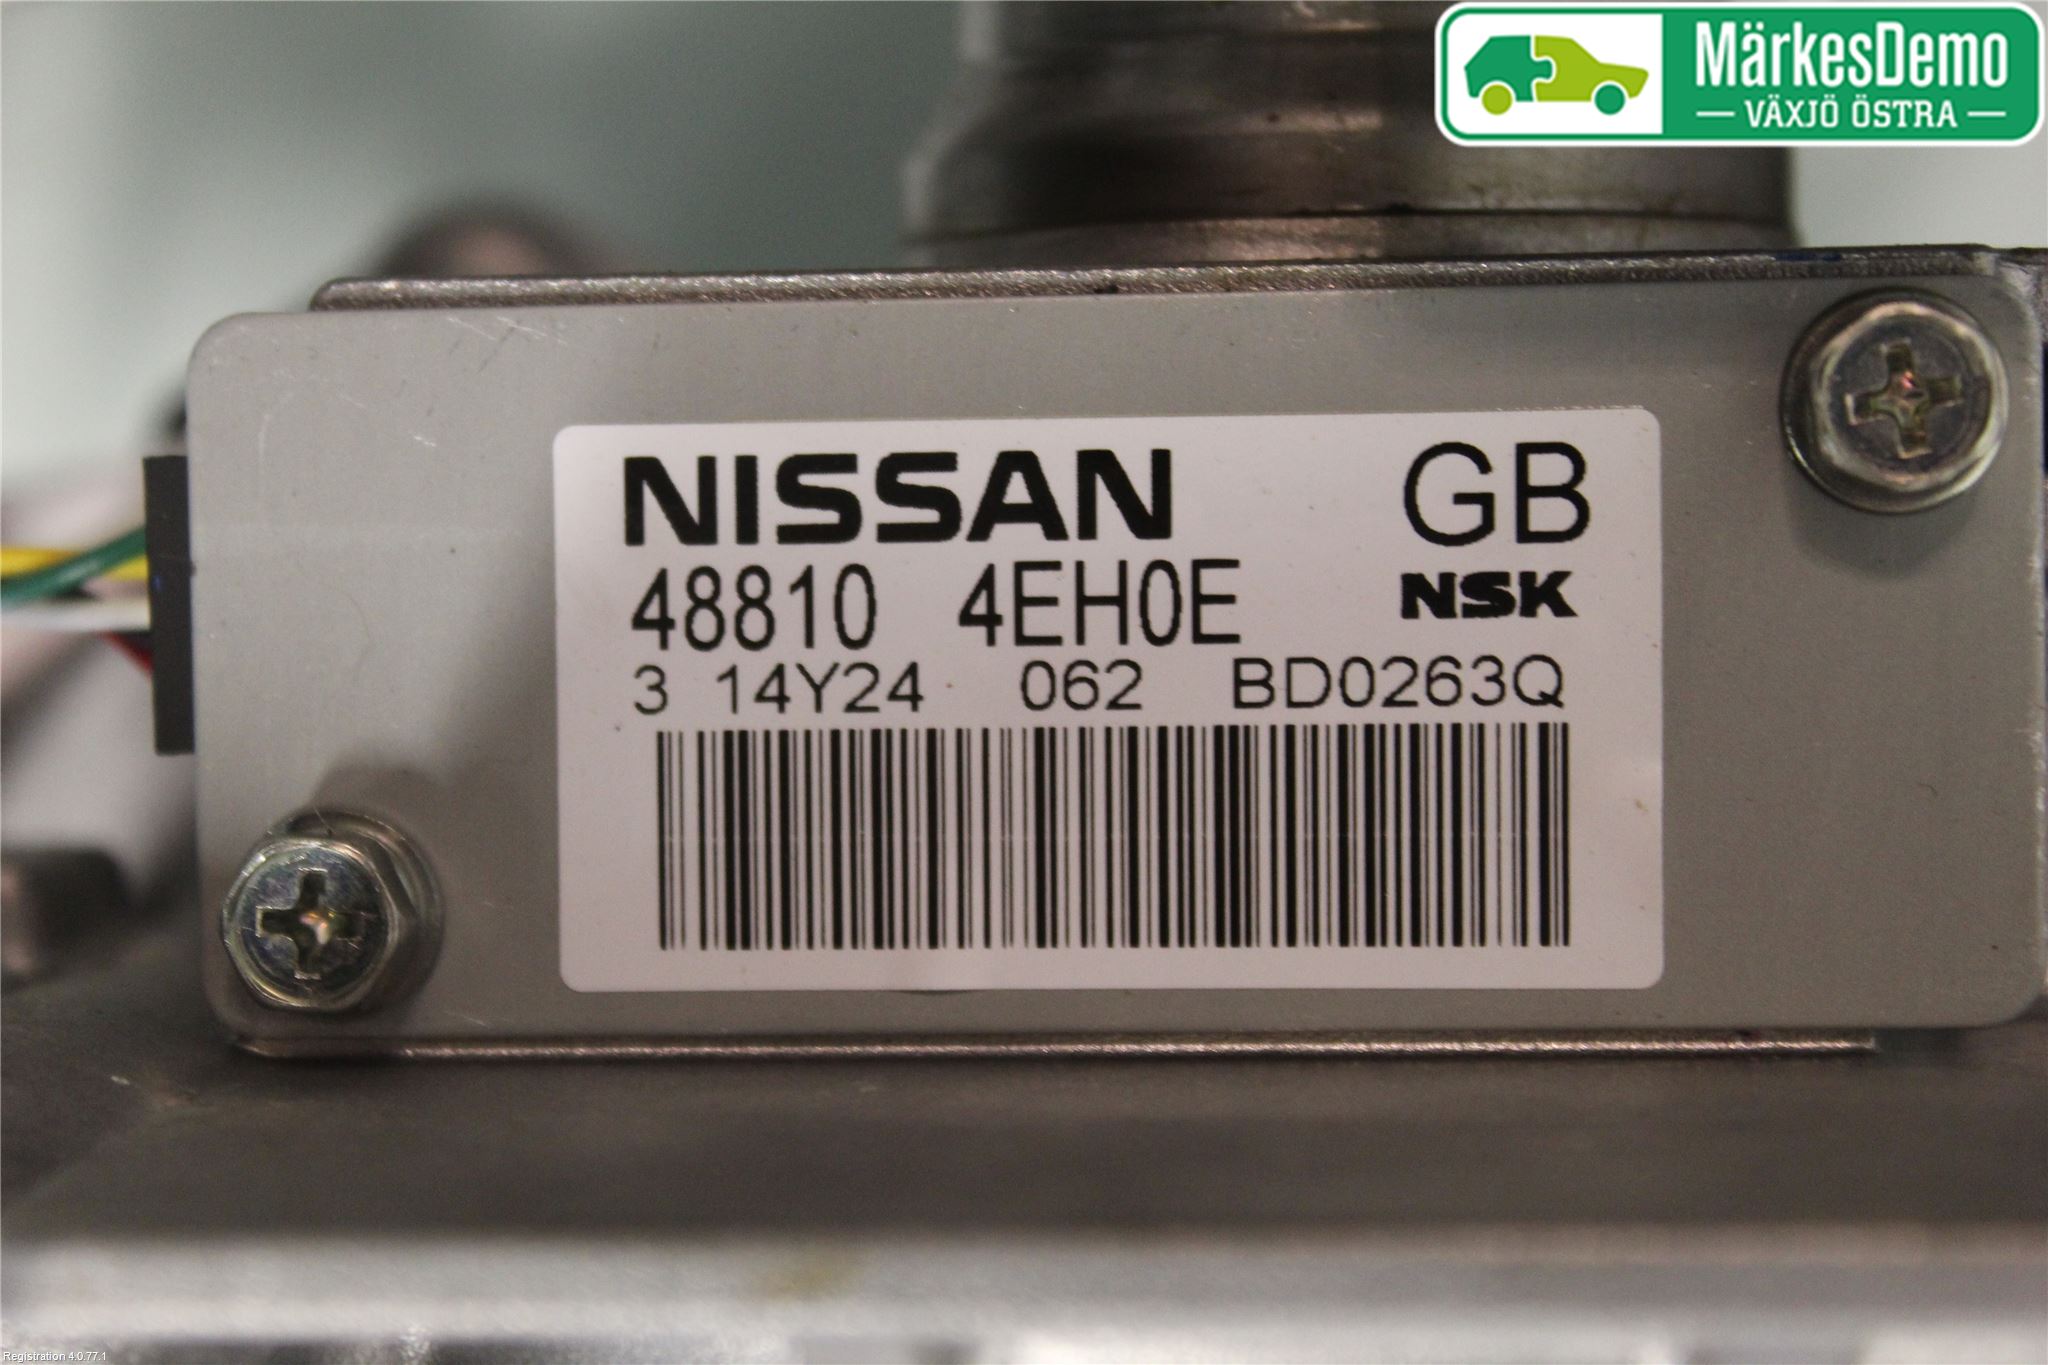 MärkesDemo
— VÄXJÖ ÖSTRA —
NISSAN GB
48810 4EH0E NSK
3 14Y24 062 BD0263Q
Registration 4.0.77.1